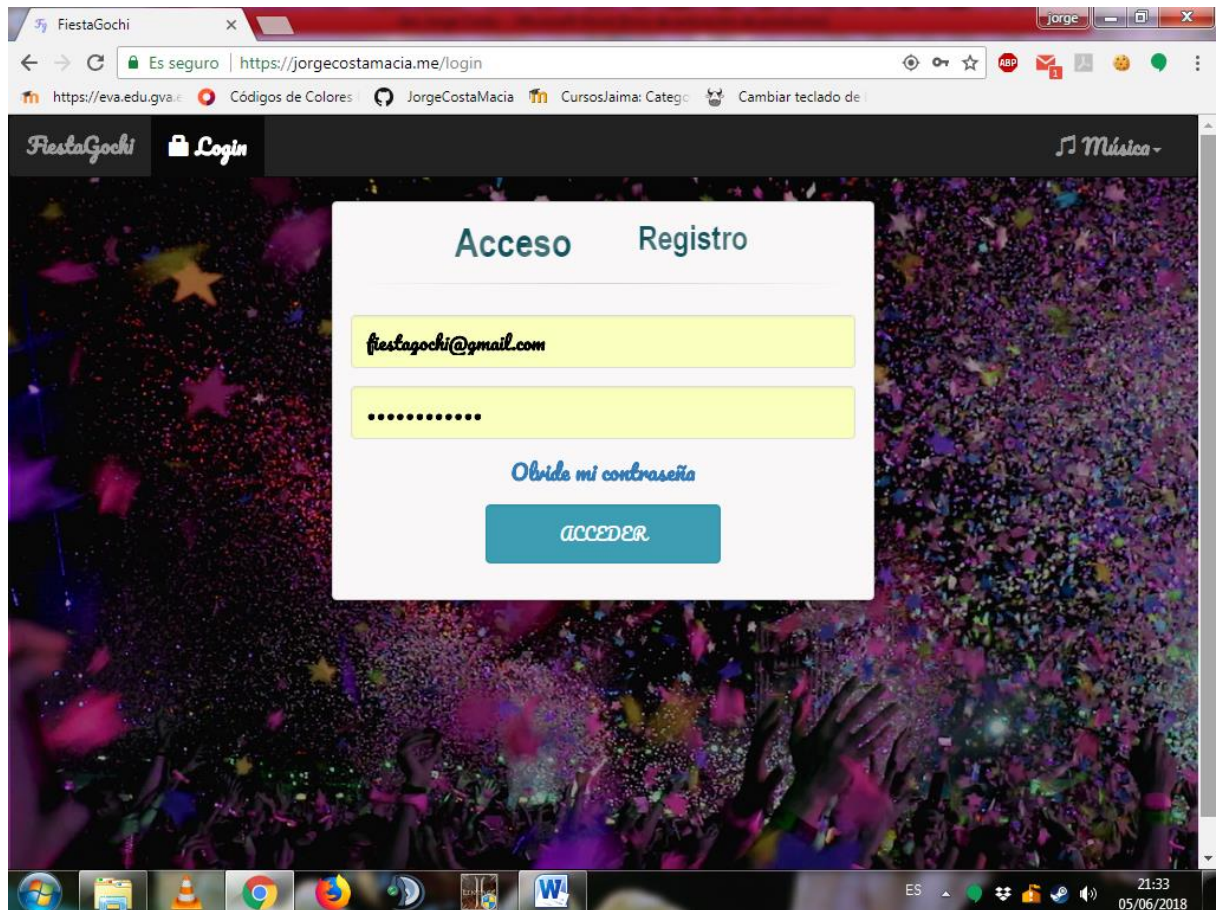 FiestaGochi
jorge
Es seguro https://jorgecostamacia.me/login
ABP
1
https://eva.edu.gva.e Códigos de Colores JorgeCostaMacia CursosJaima: Catego Cambiar teclado de
FiestaGochi Login Música
Acceso Registro
fiestagochi@gmail.com
Olvide mi contraseña
ACCEDER
ES 21:33
05/06/2018